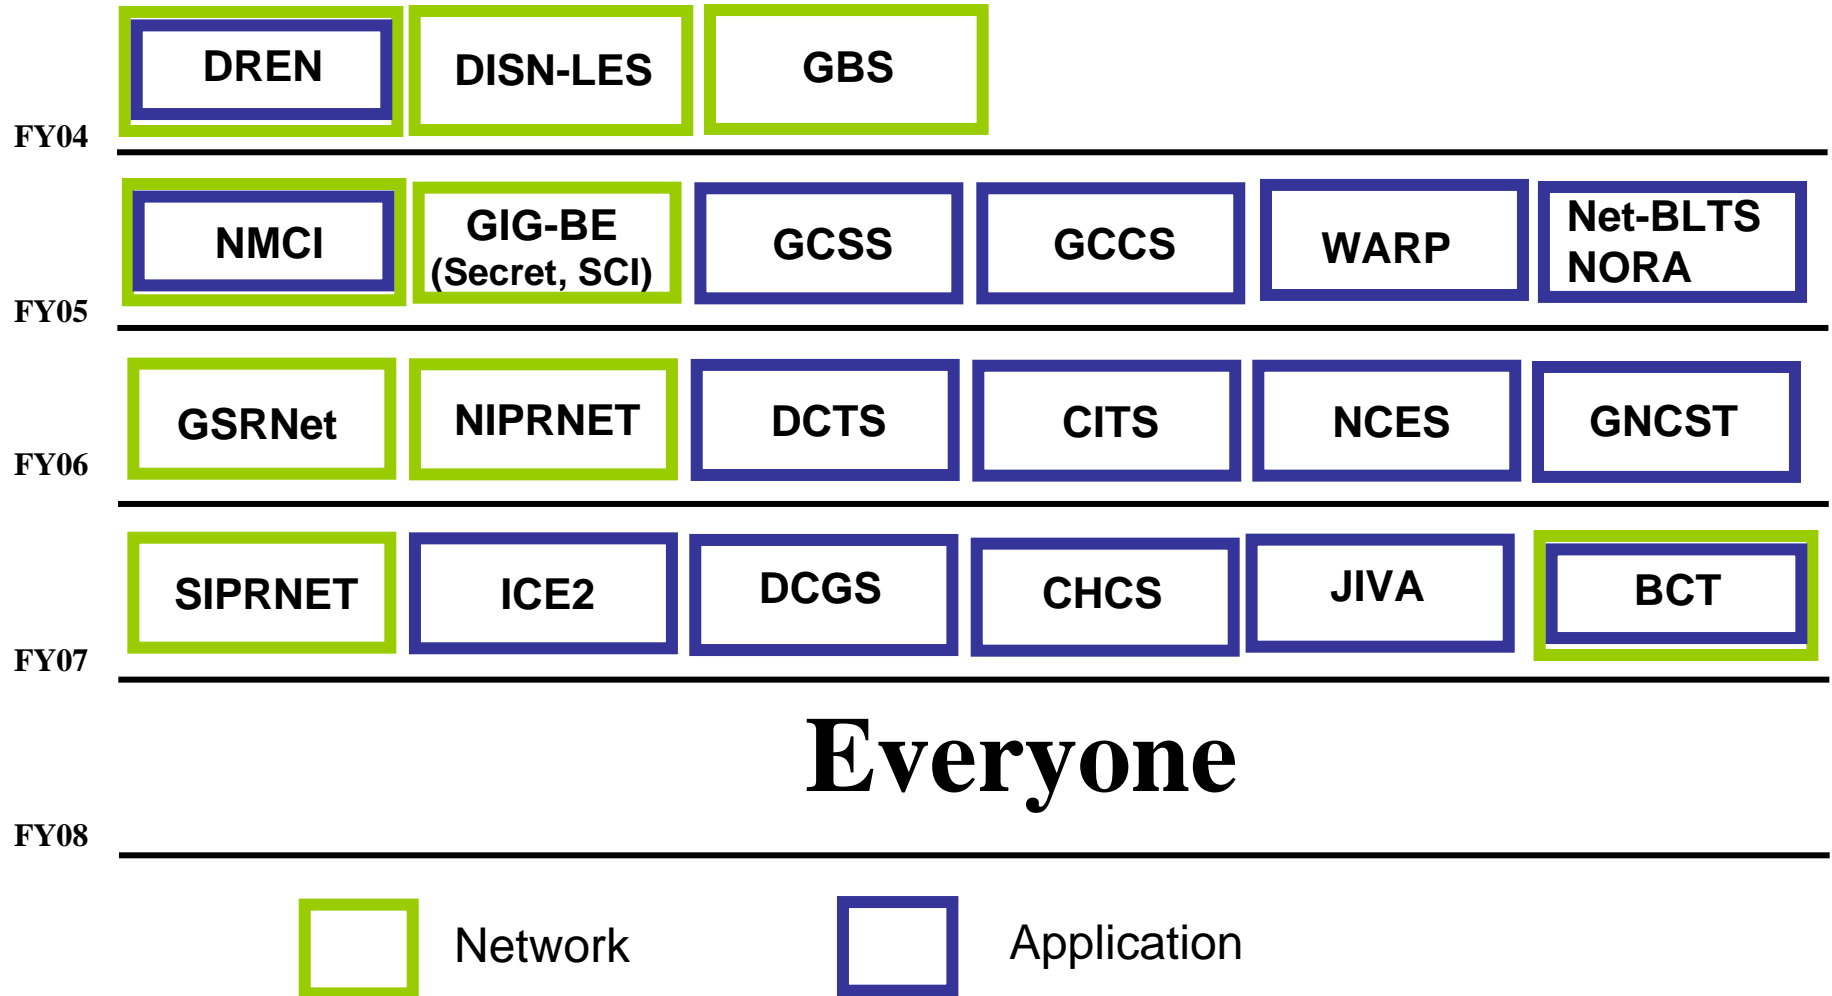 DREN
DISN-LES
GBS
FY04
NMCI
GIG-BE
(Secret, SCI)
GCSS
GCCS
WARP
Net-BLTS
NORA
FY05
GSRNet
NIPRNET
DCTS
CITS
NCES
GNCST
FY06
SIPRNET
ICE2
DCGS
CHCS
JIVA
BCT
FY07
Everyone
FY08
Network
Application